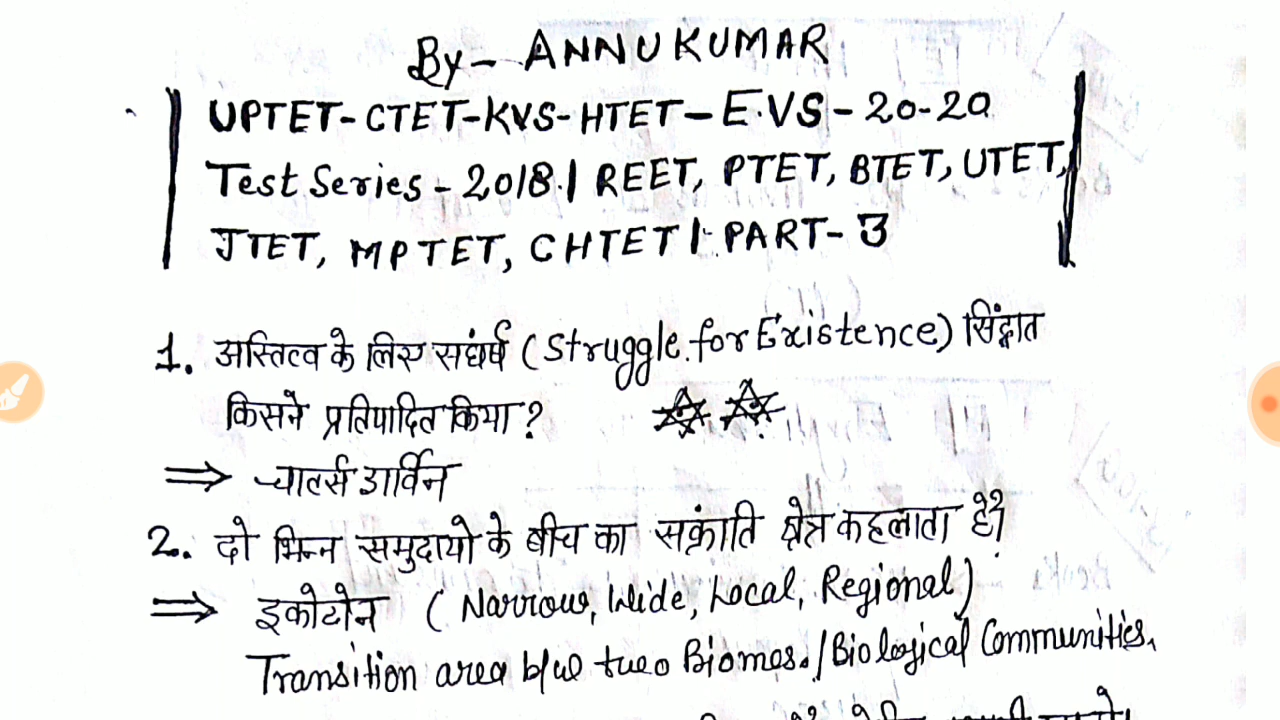 By- ANNU KUMAR
UPTET-CTET-KVS-HTET-E.VS-20-20
Test Series-2018.| REET, PTET, BTET, UTET,
JTET, MPTET, CHTET | PART-3
1. अस्तित्व के लिए सघंर्ष (Struggle for Existence) सिंद्वात
किसने प्रतिपादित किया?
⇒ चार्ल्स डार्विन
2. दो भिन्न समुदायो के बीच का सक्रांति क्षेत्र कहलाता है?
⇒ इकोटोन (Narrow, Wide, Local, Regional)
Transition area b/w two Biomes./Biological Communities.